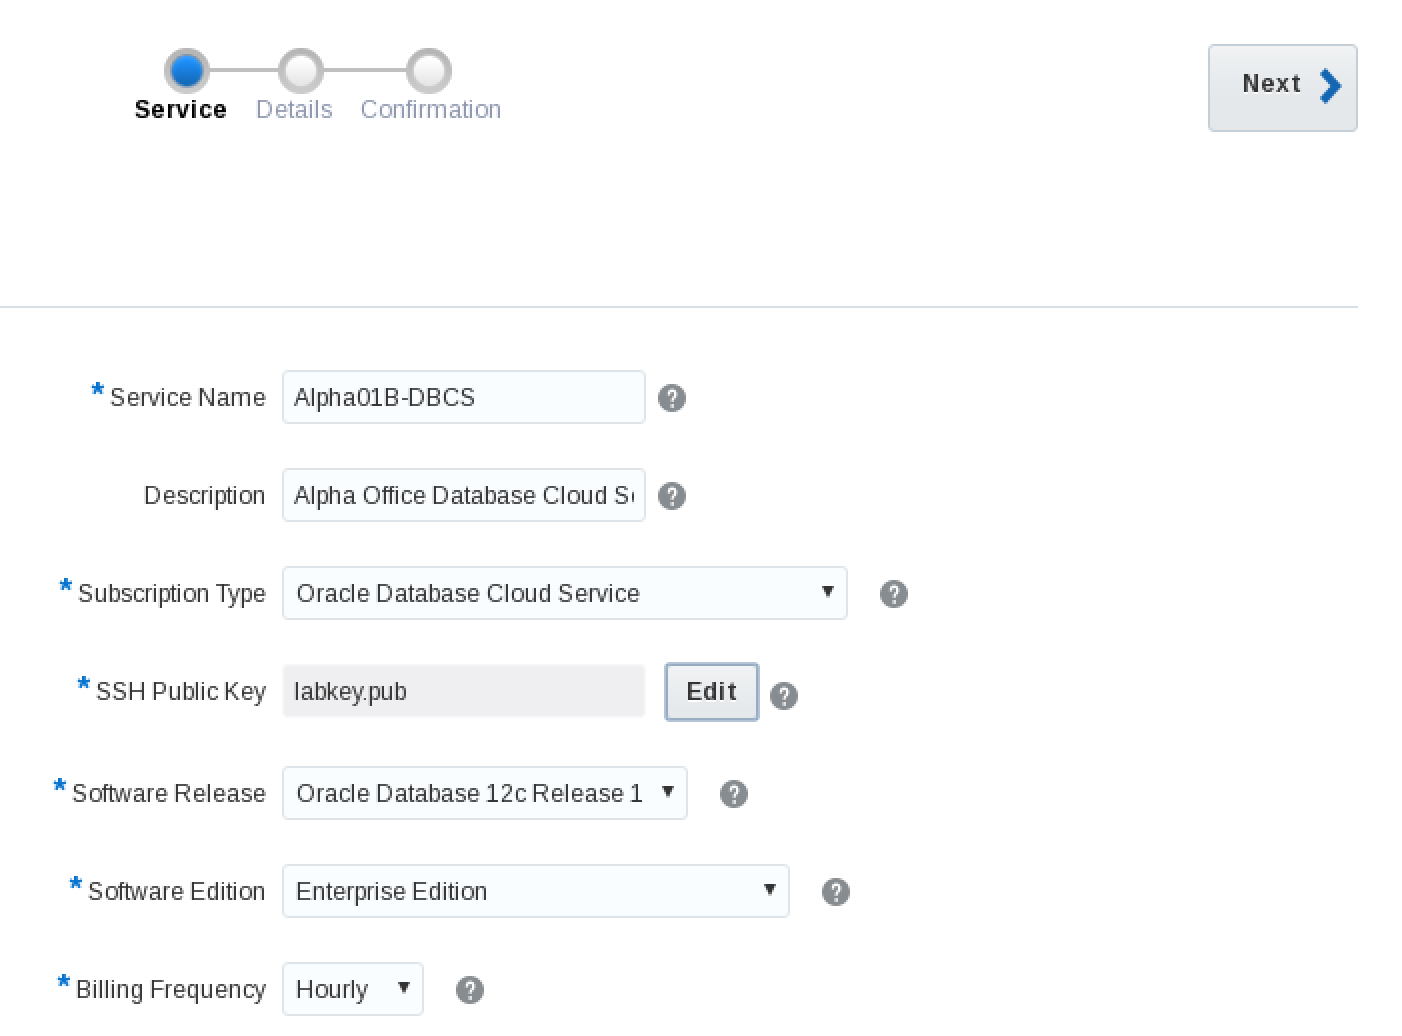 Service Details Confirmation
Next
* Service Name Alpha01B-DBCS ?
Description Alpha Office Database Cloud ?
* Subscription Type Oracle Database Cloud Service ?
* SSH Public Key labkey.pub Edit ?
* Software Release Oracle Database 12c Release 1 ?
* Software Edition Enterprise Edition ?
* Billing Frequency Hourly ?